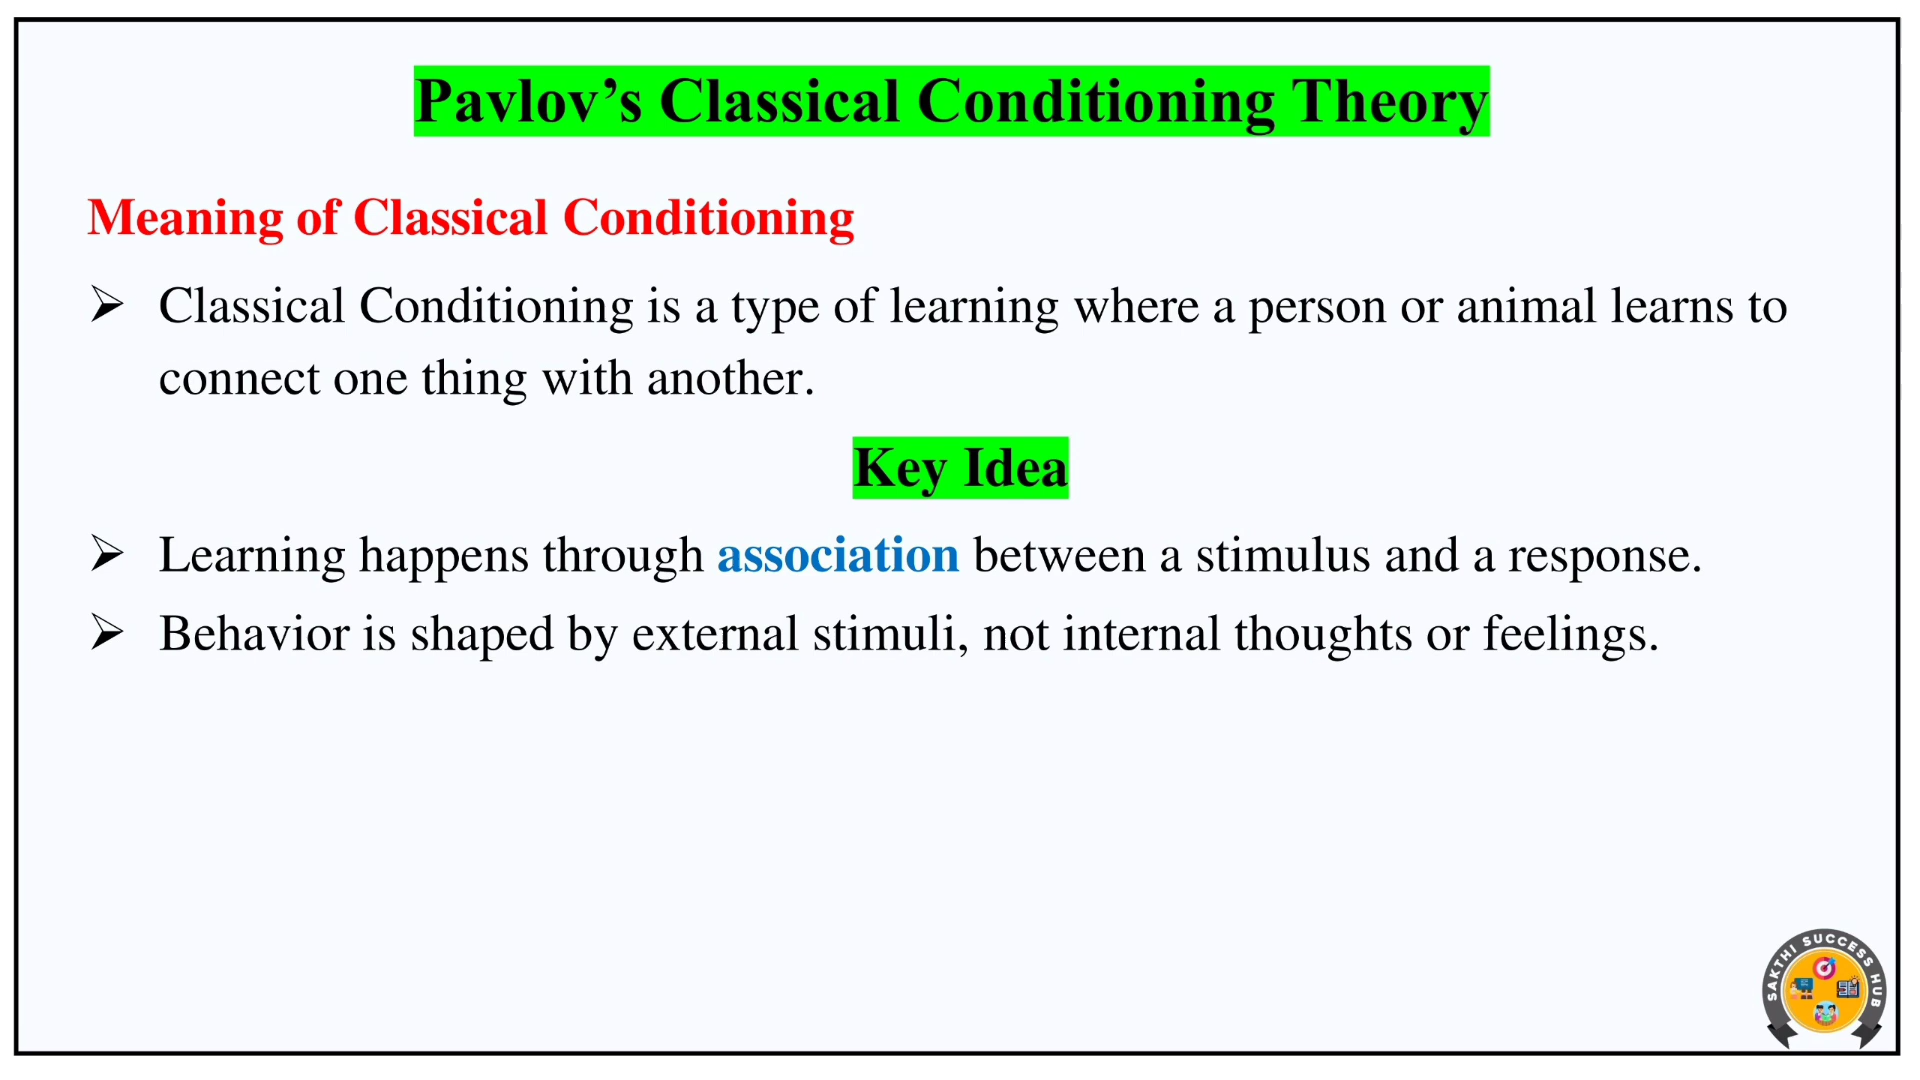 Pavlov’s Classical Conditioning Theory
Meaning of Classical Conditioning
➢ Classical Conditioning is a type of learning where a person or animal learns to
connect one thing with another.
Key Idea
➢ Learning happens through association between a stimulus and a response.
➢ Behavior is shaped by external stimuli, not internal thoughts or feelings.
SAKTHI SUCCESS HUB